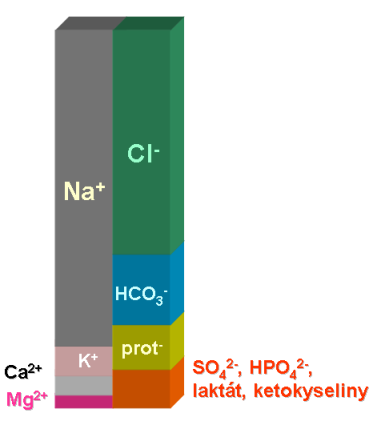 Cl⁻
Na⁺
HCO₃⁻
prot⁻
K⁺
Ca²⁺
Mg²⁺
SO₄²⁻, HPO₄²⁻,
laktát, ketokyseliny